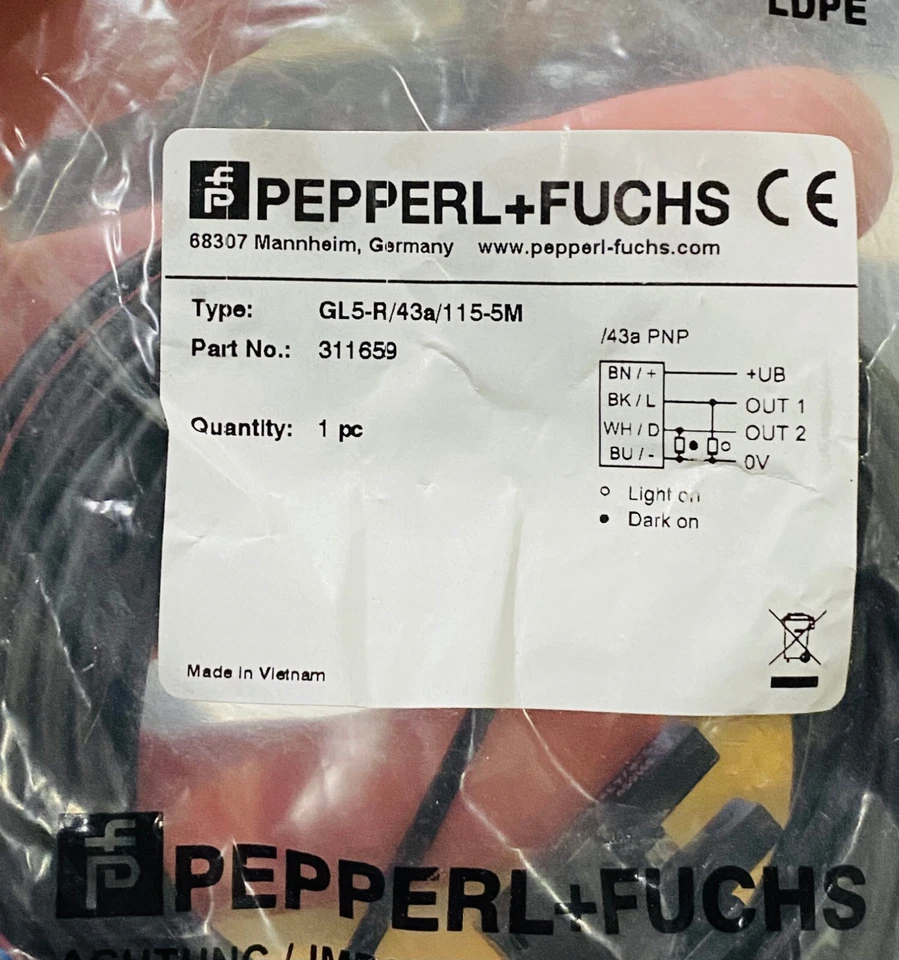 LDPE
PEPPERL+FUCHS CE
68307 Mannheim, Germany www.pepperl-fuchs.com
Type: GL5-R/43a/115-5M
Part No.: 311659
Quantity: 1 pc
/43a PNP
BN / + +UB
BK / L OUT 1
WH / D OUT 2
BU / - 0V
○ Light on
● Dark on
Made in Vietnam
PEPPERL+FUCHS
ACHTUNG /